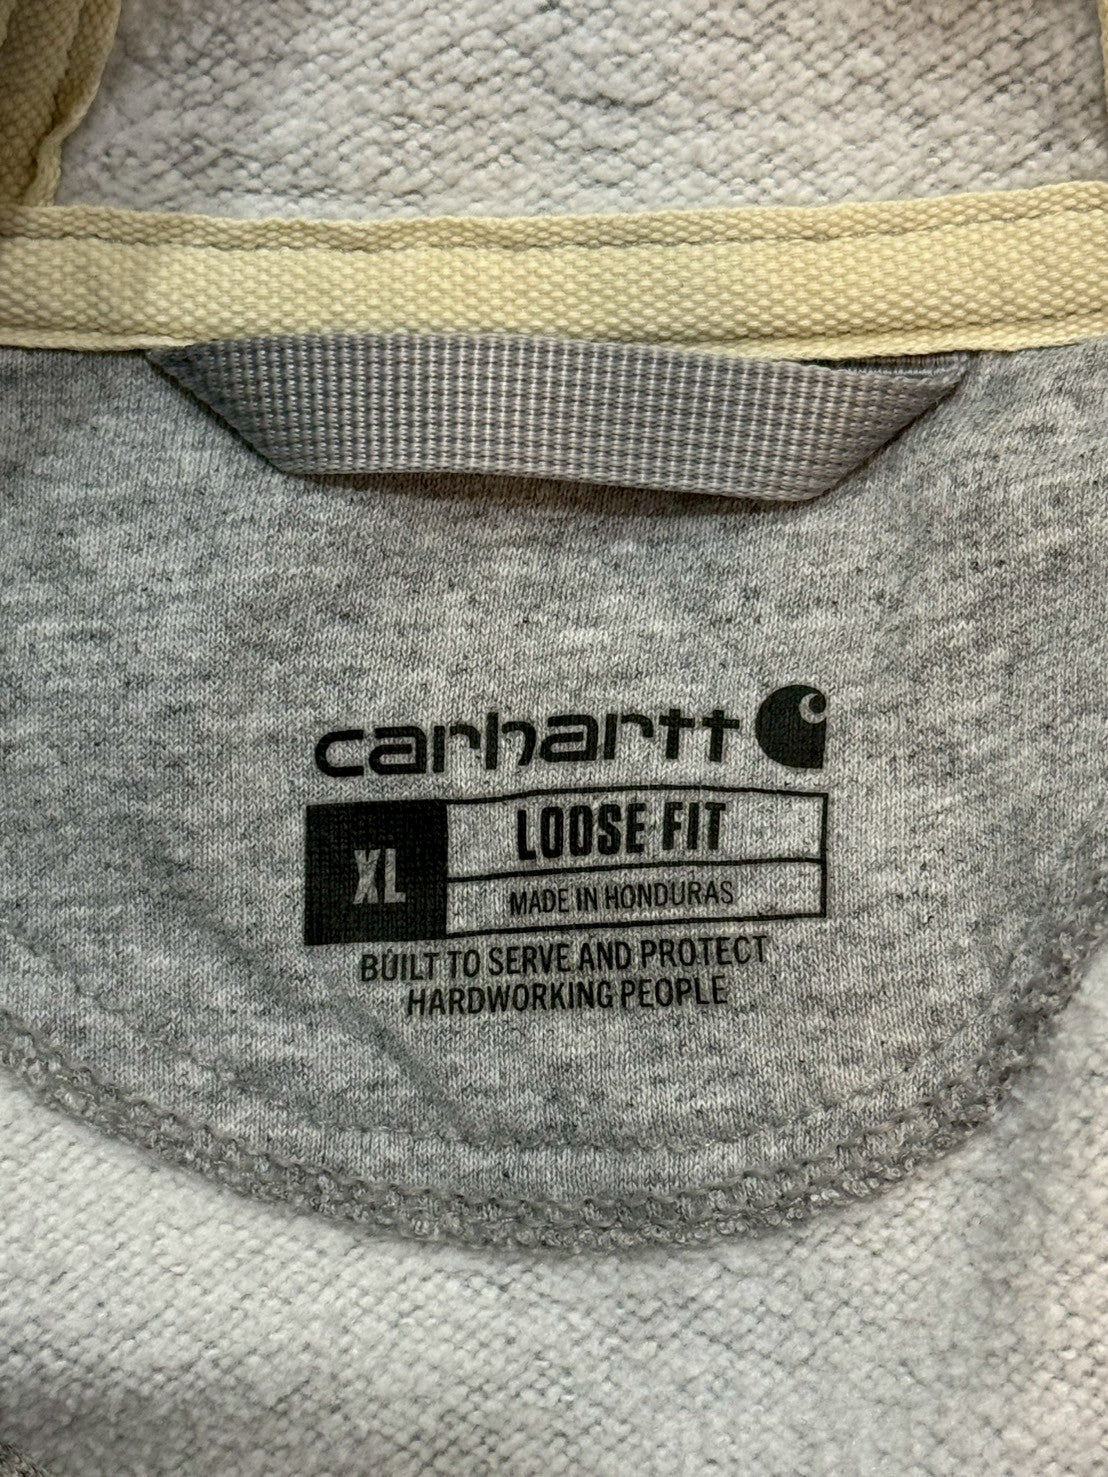 carhartt
XL
LOOSE FIT
MADE IN HONDURAS
BUILT TO SERVE AND PROTECT
HARDWORKING PEOPLE